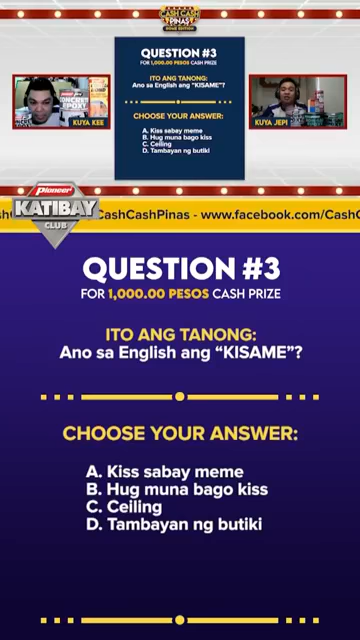 CASH CASH
PINAS
HOME EDITION
QUESTION #3
FOR 1,000.00 PESOS CASH PRIZE
ITO ANG TANONG:
Ano sa English ang “KISAME”?
CHOOSE YOUR ANSWER:
A. Kiss sabay meme
B. Hug muna bago kiss
C. Ceiling
D. Tambayan ng butiki
KUYA KEE
KUYA JEPI
Pioneer
KATIBAY
CLUB
CashCashPinas - www.facebook.com/CashC
QUESTION #3
FOR 1,000.00 PESOS CASH PRIZE
ITO ANG TANONG:
Ano sa English ang “KISAME”?
CHOOSE YOUR ANSWER:
A. Kiss sabay meme
B. Hug muna bago kiss
C. Ceiling
D. Tambayan ng butiki